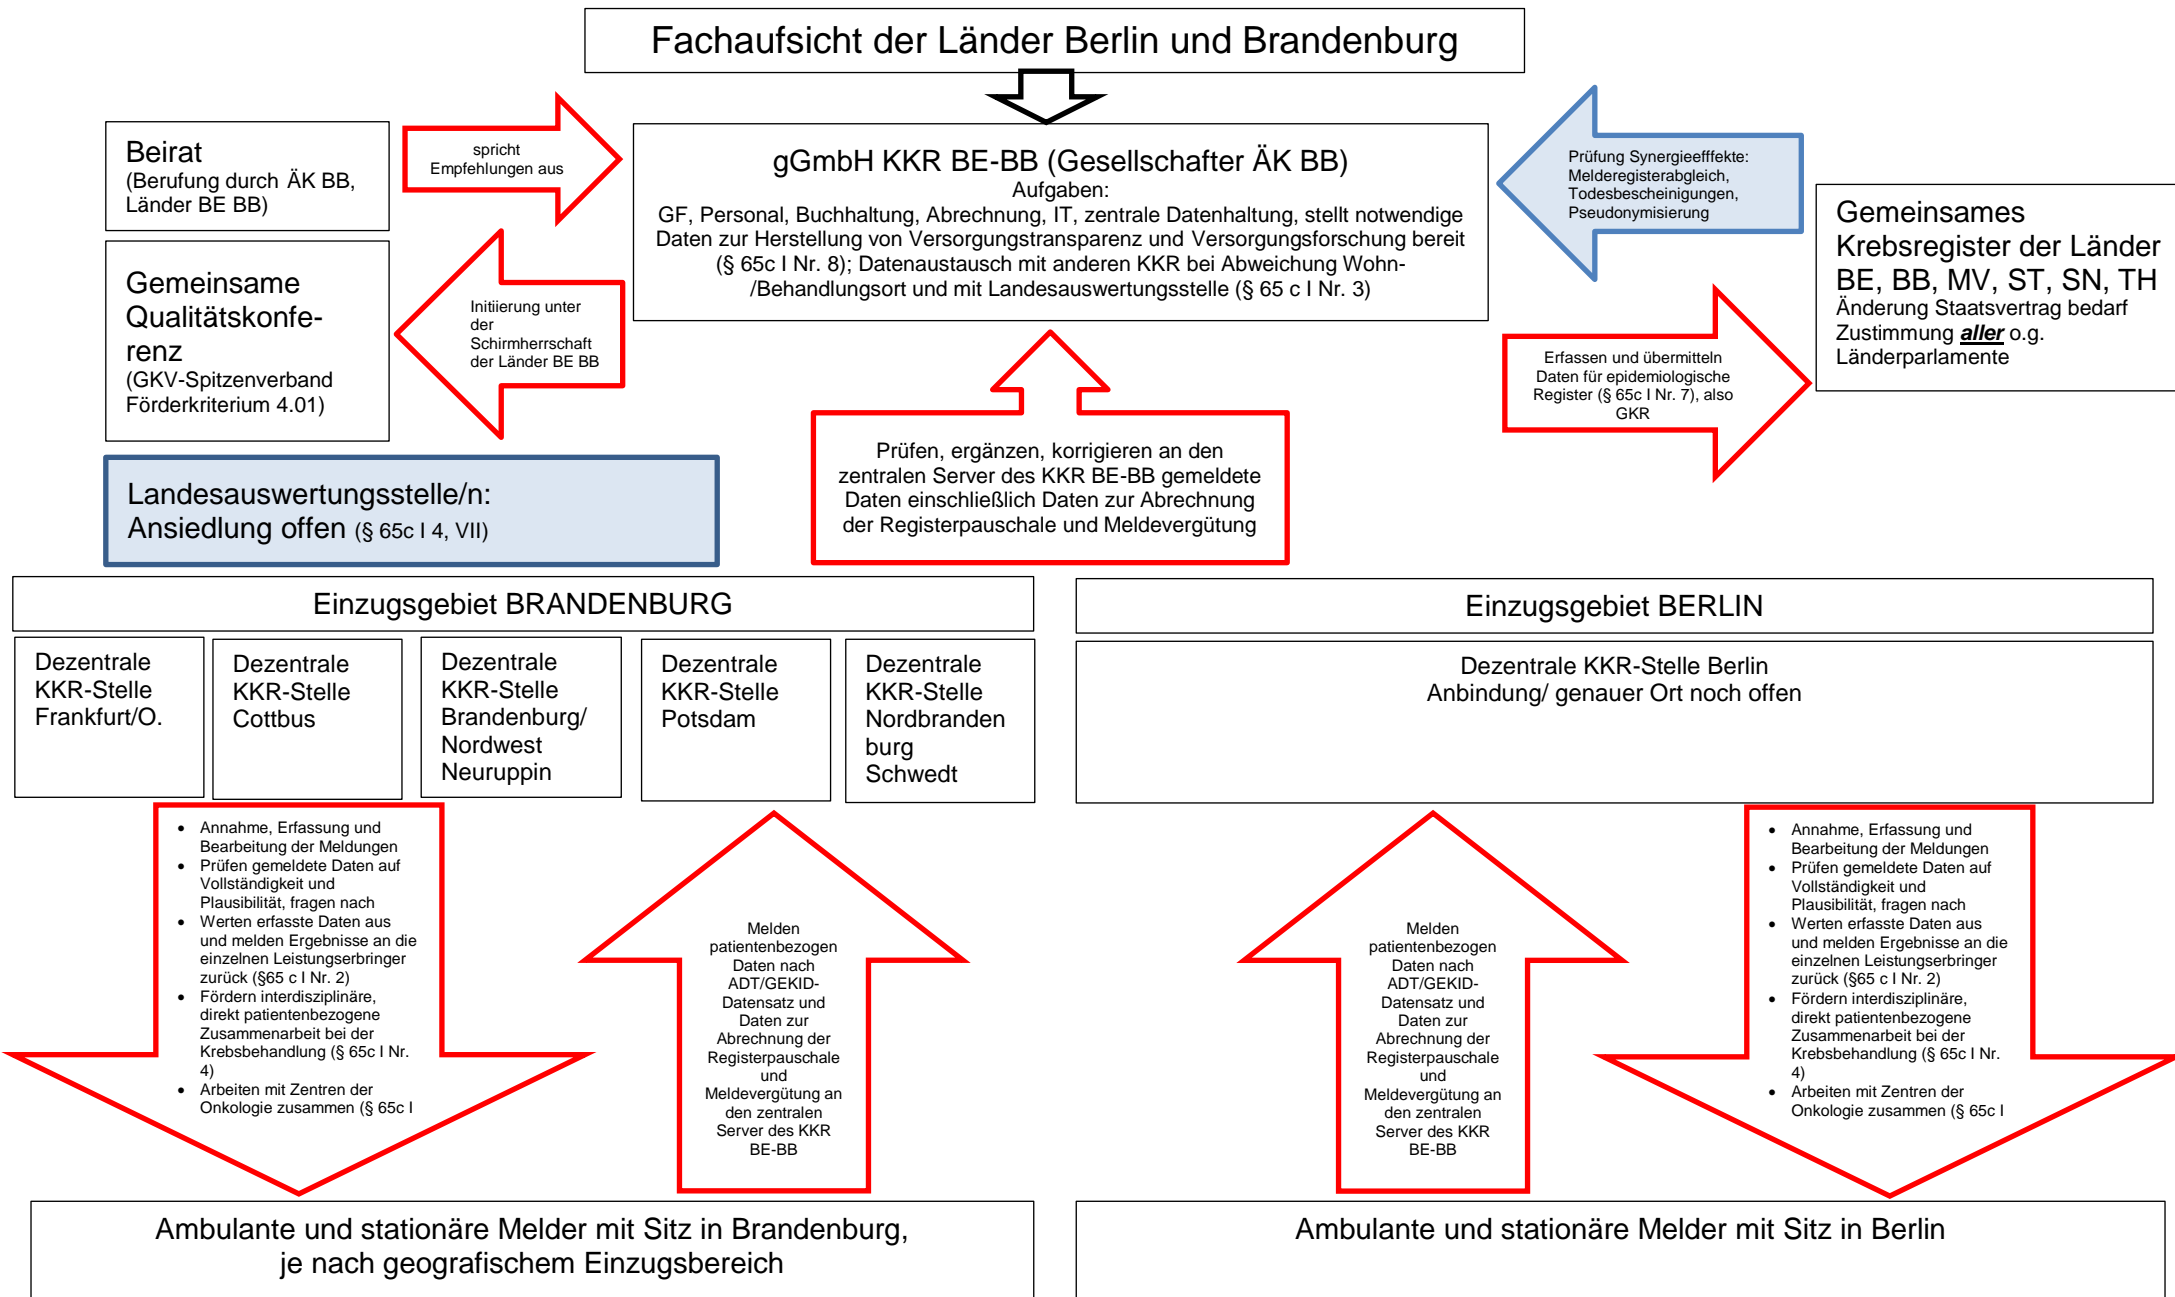 Fachaufsicht der Länder Berlin und Brandenburg
Beirat
(Berufung durch ÄK BB,
Länder BE BB)
spricht
Empfehlungen aus
gGmbH KKR BE-BB (Gesellschafter ÄK BB)
Aufgaben:
GF, Personal, Buchhaltung, Abrechnung, IT, zentrale Datenhaltung, stellt notwendige
Daten zur Herstellung von Versorgungstransparenz und Versorgungsforschung bereit
(§ 65c I Nr. 8); Datenaustausch mit anderen KKR bei Abweichung Wohn-
/Behandlungsort und mit Landesauswertungsstelle (§ 65 c I Nr. 3)
Prüfung Synergieefffekte:
Melderegisterabgleich,
Todesbescheinigungen,
Pseudonymisierung
Gemeinsames
Krebsregister der Länder
BE, BB, MV, ST, SN, TH
Änderung Staatsvertrag bedarf
Zustimmung aller o.g.
Länderparlamente
Gemeinsame
Qualitätskonfe-
renz
(GKV-Spitzenverband
Förderkriterium 4.01)
Initiierung unter
der
Schirmherrschaft
der Länder BE BB
Erfassen und übermitteln
Daten für epidemiologische
Register (§ 65c I Nr. 7), also
GKR
Landesauswertungsstelle/n:
Ansiedlung offen (§ 65c I 4, VII)
Prüfen, ergänzen, korrigieren an den
zentralen Server des KKR BE-BB gemeldete
Daten einschließlich Daten zur Abrechnung
der Registerpauschale und Meldevergütung
Einzugsgebiet BRANDENBURG
Einzugsgebiet BERLIN
Dezentrale
KKR-Stelle
Frankfurt/O.
Dezentrale
KKR-Stelle
Cottbus
Dezentrale
KKR-Stelle
Brandenburg/
Nordwest
Neuruppin
Dezentrale
KKR-Stelle
Potsdam
Dezentrale
KKR-Stelle
Nordbranden
burg
Schwedt
Dezentrale KKR-Stelle Berlin
Anbindung/ genauer Ort noch offen
• Annahme, Erfassung und
Bearbeitung der Meldungen
• Prüfen gemeldete Daten auf
Vollständigkeit und
Plausibilität, fragen nach
• Werten erfasste Daten aus
und melden Ergebnisse an die
einzelnen Leistungserbringer
zurück (§65 c I Nr. 2)
• Fördern interdisziplinäre,
direkt patientenbezogene
Zusammenarbeit bei der
Krebsbehandlung (§ 65c I Nr.
4)
• Arbeiten mit Zentren der
Onkologie zusammen (§ 65c I
Melden
patientenbezogen
Daten nach
ADT/GEKID-
Datensatz und
Daten zur
Abrechnung der
Registerpauschale
und
Meldevergütung an
den zentralen
Server des KKR
BE-BB
Melden
patientenbezogen
Daten nach
ADT/GEKID-
Datensatz und
Daten zur
Abrechnung der
Registerpauschale
und
Meldevergütung an
den zentralen
Server des KKR
BE-BB
• Annahme, Erfassung und
Bearbeitung der Meldungen
• Prüfen gemeldete Daten auf
Vollständigkeit und
Plausibilität, fragen nach
• Werten erfasste Daten aus
und melden Ergebnisse an die
einzelnen Leistungserbringer
zurück (§65 c I Nr. 2)
• Fördern interdisziplinäre,
direkt patientenbezogene
Zusammenarbeit bei der
Krebsbehandlung (§ 65c I Nr.
4)
• Arbeiten mit Zentren der
Onkologie zusammen (§ 65c I
Ambulante und stationäre Melder mit Sitz in Brandenburg,
je nach geografischem Einzugsbereich
Ambulante und stationäre Melder mit Sitz in Berlin